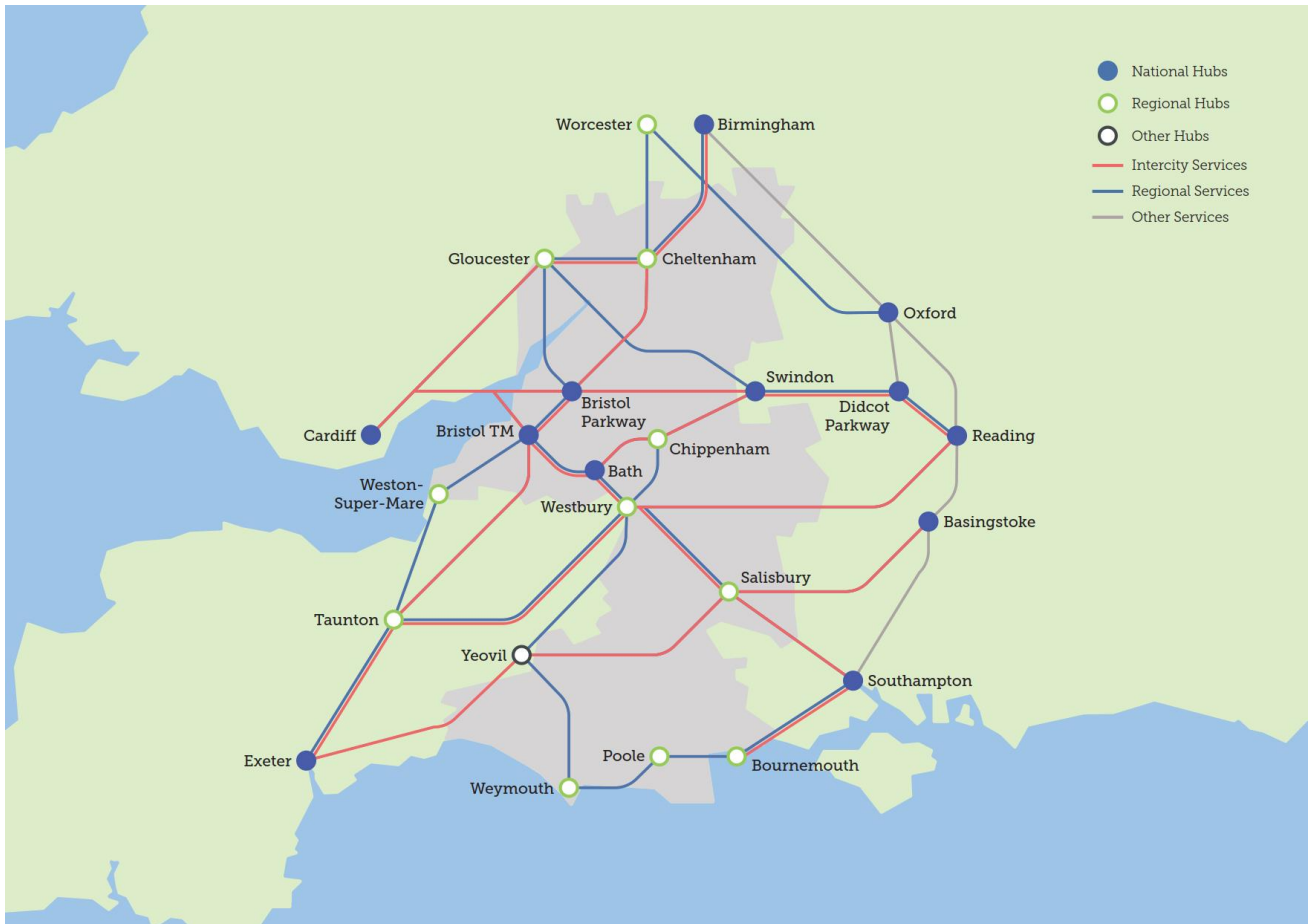 National Hubs
Regional Hubs
Other Hubs
Intercity Services
Regional Services
Other Services
Worcester
Birmingham
Gloucester
Cheltenham
Oxford
Swindon
Bristol
Parkway
Didcot
Parkway
Cardiff
Bristol TM
Reading
Chippenham
Bath
Weston-
Super-Mare
Westbury
Basingstoke
Salisbury
Taunton
Yeovil
Southampton
Exeter
Poole
Bournemouth
Weymouth